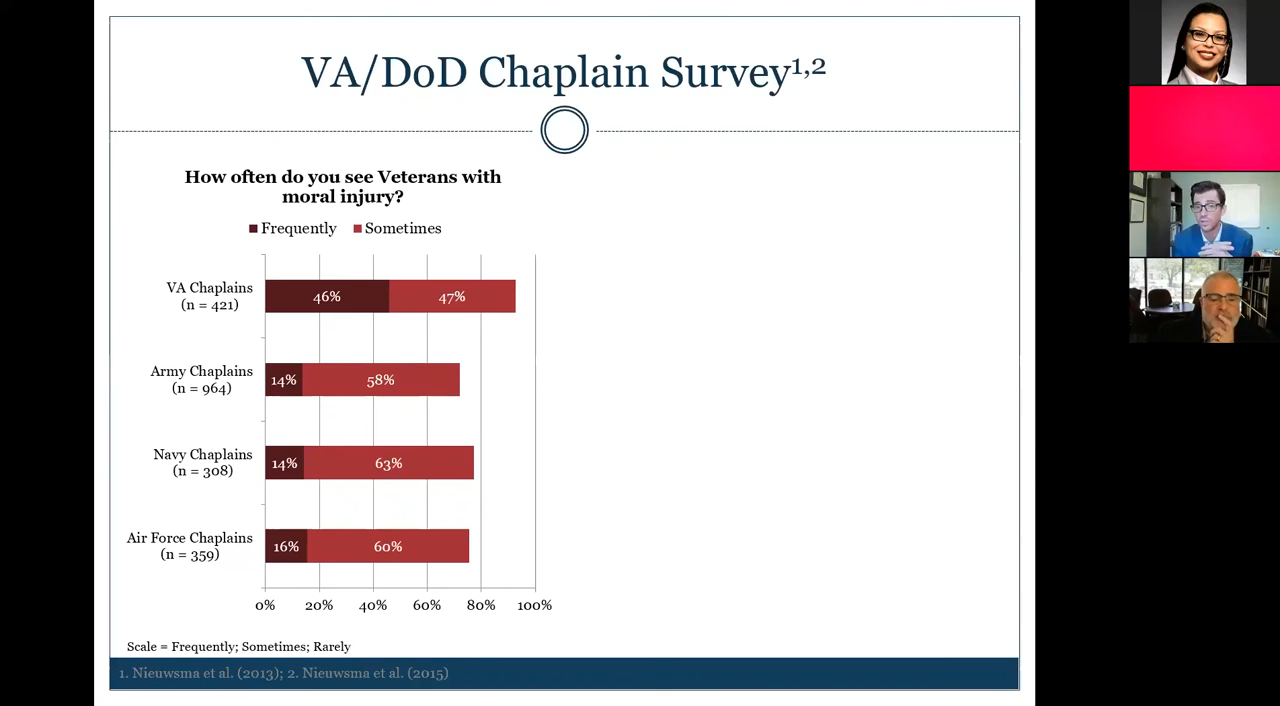 VA/DoD Chaplain Survey1,2
How often do you see Veterans with
moral injury?
Frequently Sometimes
VA Chaplains
(n = 421)
46% 47%
Army Chaplains
(n = 964)
14% 58%
Navy Chaplains
(n = 308)
14% 63%
Air Force Chaplains
(n = 359)
16% 60%
0% 20% 40% 60% 80% 100%
Scale = Frequently; Sometimes; Rarely
1. Nieuwsma et al. (2013); 2. Nieuwsma et al. (2015)